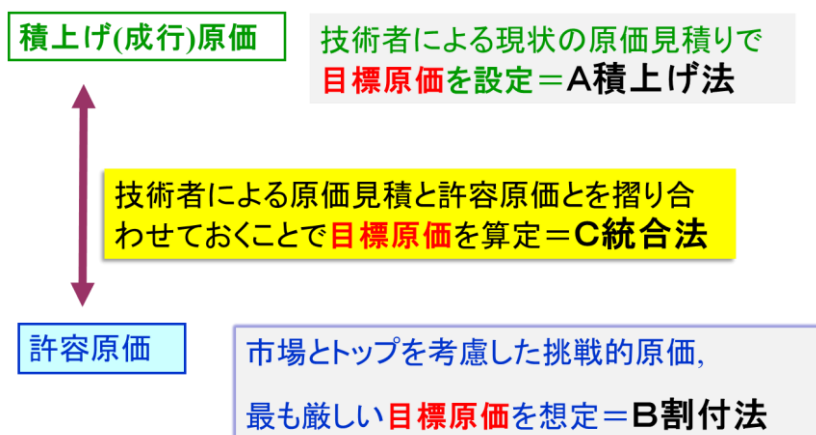 積上げ(成行)原価
技術者による現状の原価見積りで
目標原価を設定＝A積上げ法
技術者による原価見積と許容原価とを摺り合
わせておくことで目標原価を算定＝C統合法
許容原価
市場とトップを考慮した挑戦的原価,
最も厳しい目標原価を想定＝B割付法